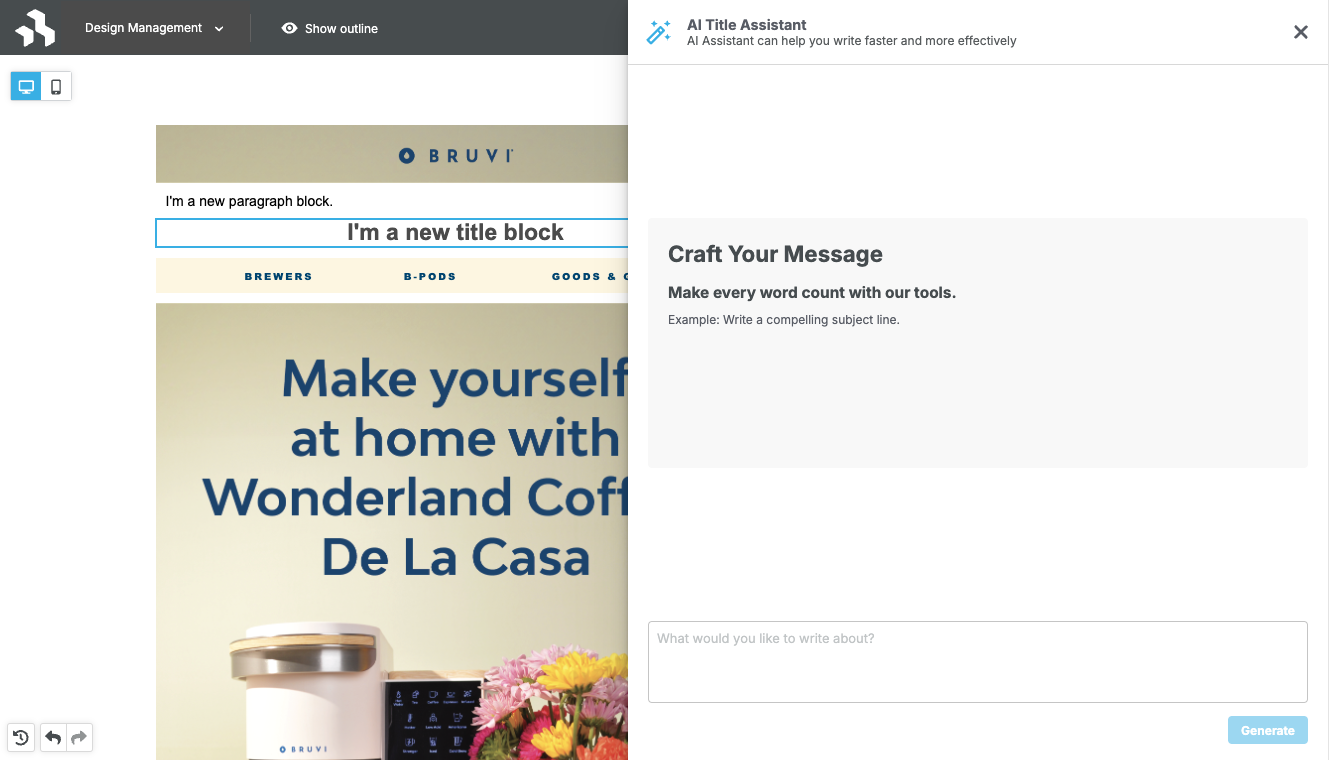 Design Management
Show outline
AI Title Assistant
AI Assistant can help you write faster and more effectively
BRUVI
I'm a new paragraph block.
I'm a new title block
BREWERS
B-PODS
GOODS &
Make yourself
at home with
Wonderland Coff
De La Casa
BRUVI
Craft Your Message
Make every word count with our tools.
Example: Write a compelling subject line.
What would you like to write about?
Generate